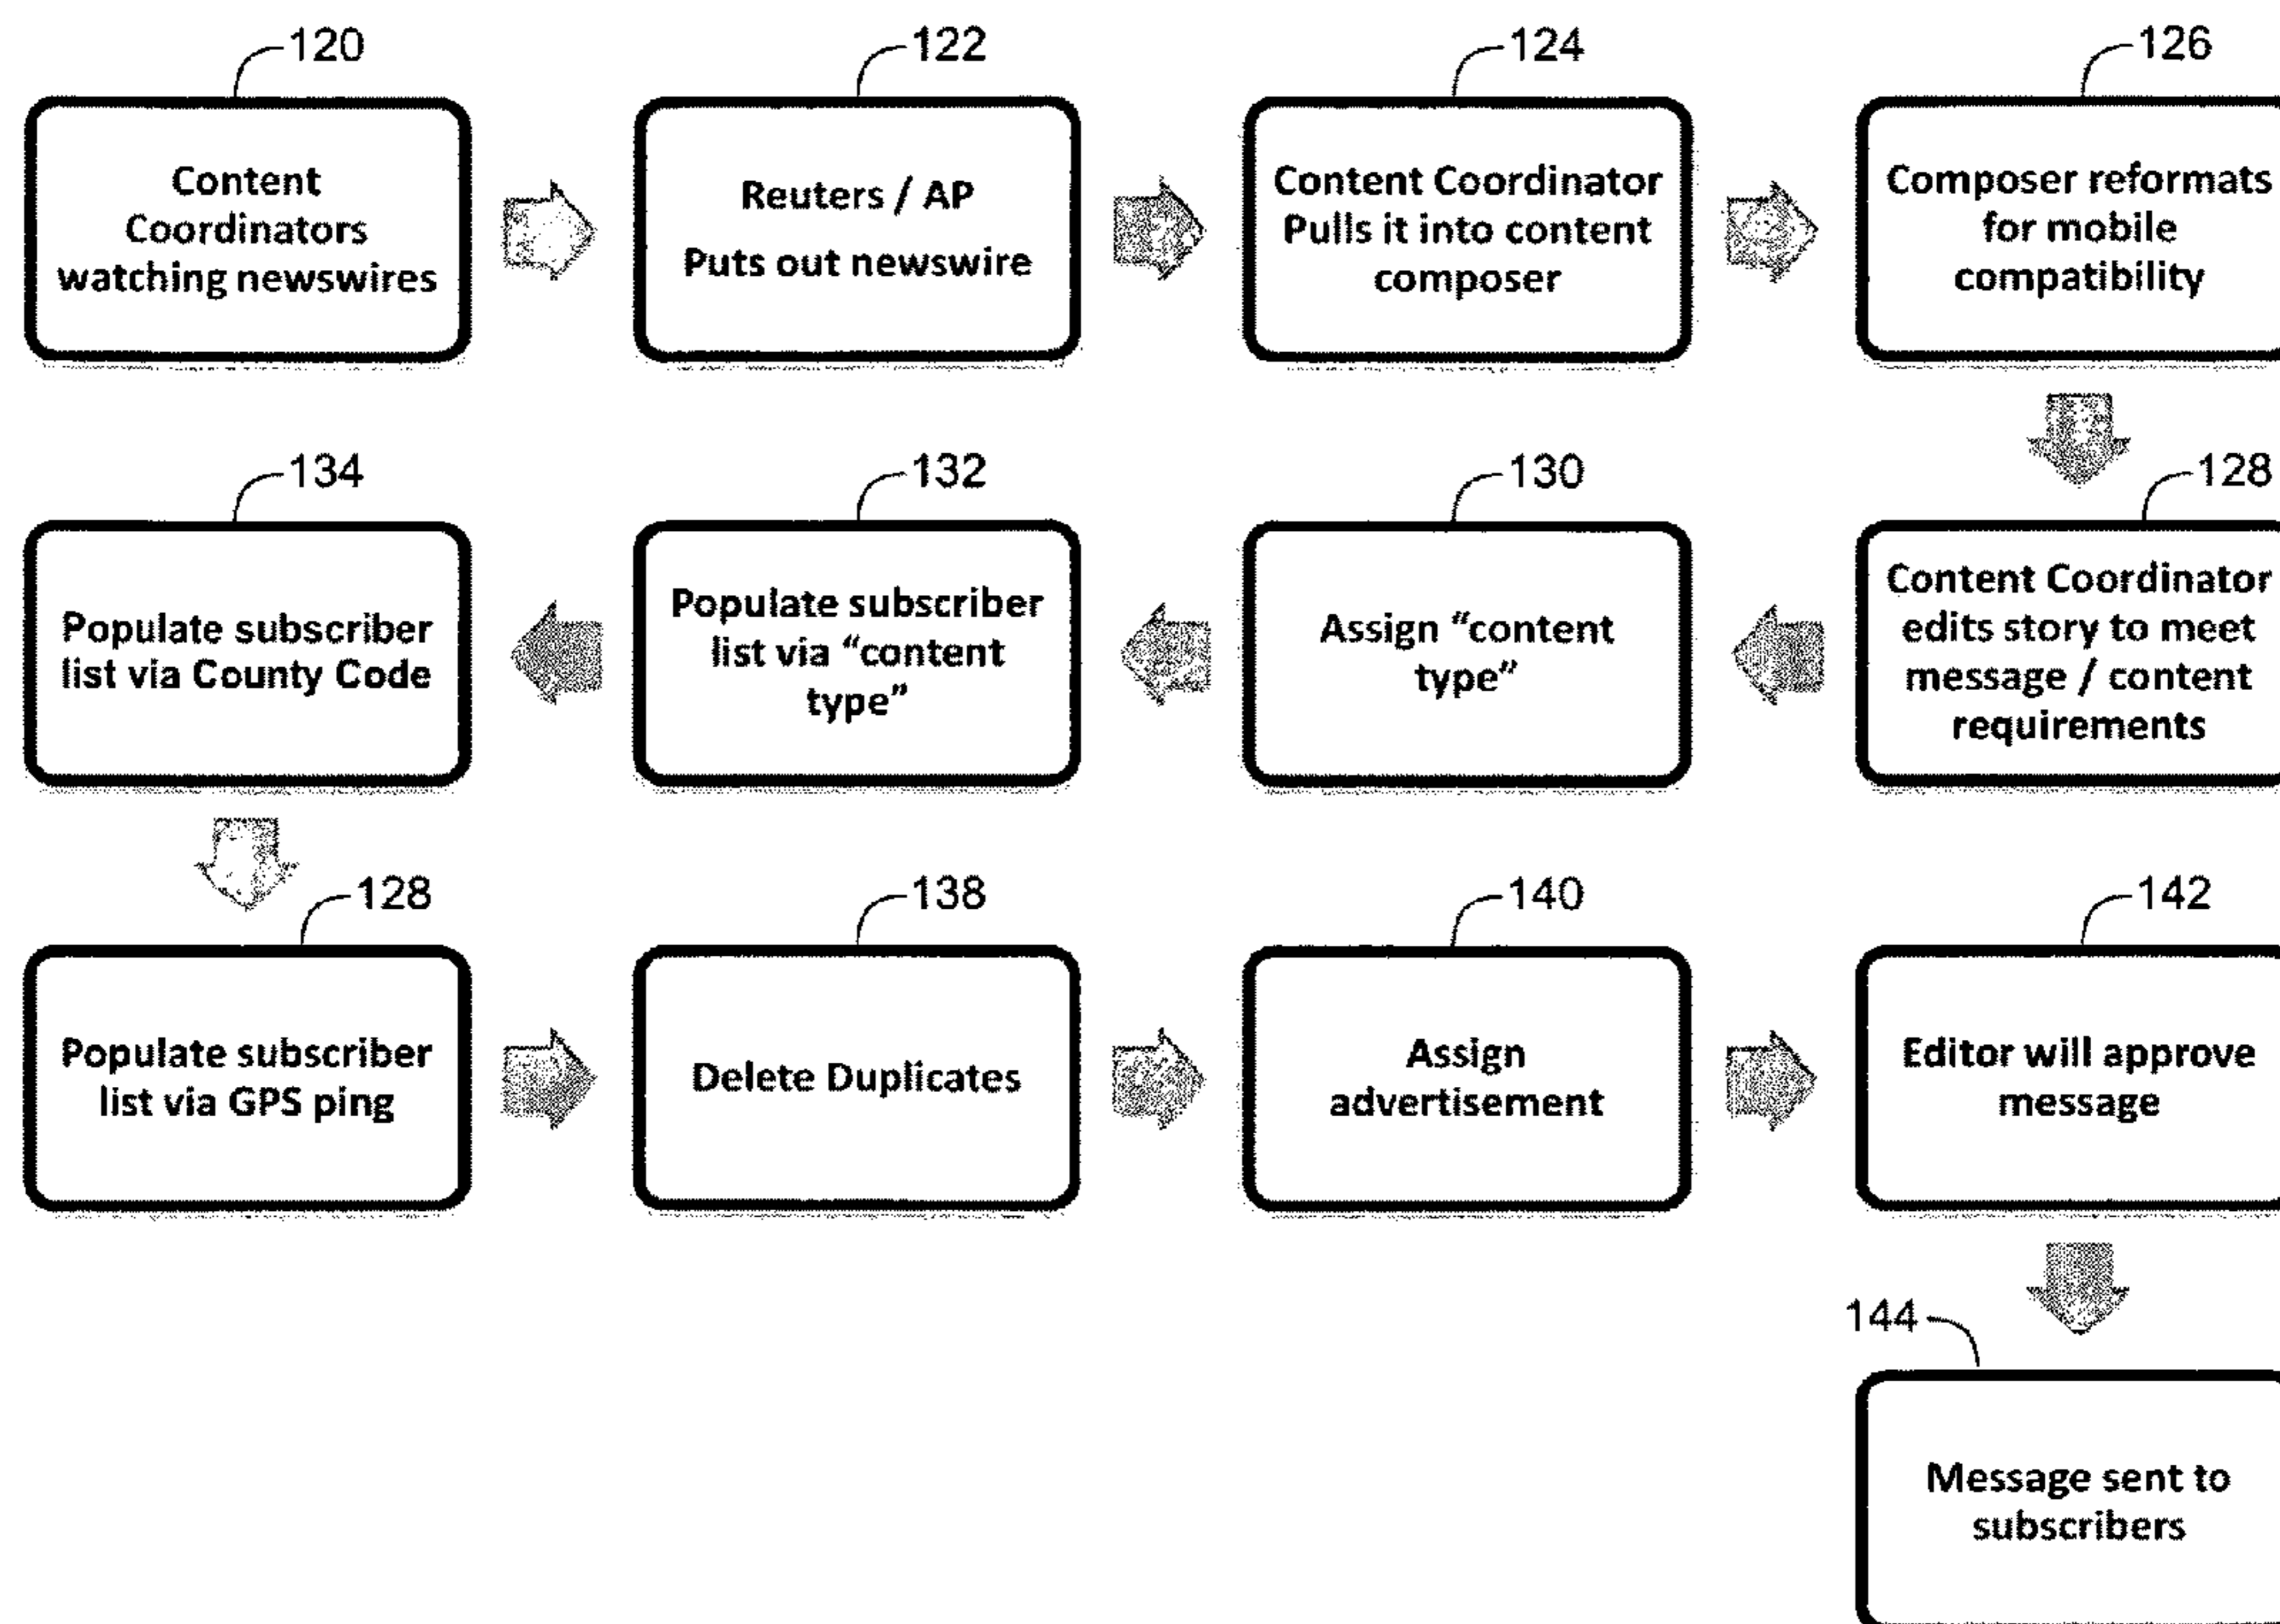 120
Content
Coordinators
watching newswires
122
Reuters / AP
Puts out newswire
124
Content Coordinator
Pulls it into content
composer
126
Composer reformats
for mobile
compatibility
128
Content Coordinator
edits story to meet
message / content
requirements
130
Assign “content
type”
132
Populate subscriber
list via “content
type”
134
Populate subscriber
list via County Code
128
Populate subscriber
list via GPS ping
138
Delete Duplicates
140
Assign
advertisement
142
Editor will approve
message
144
Message sent to
subscribers